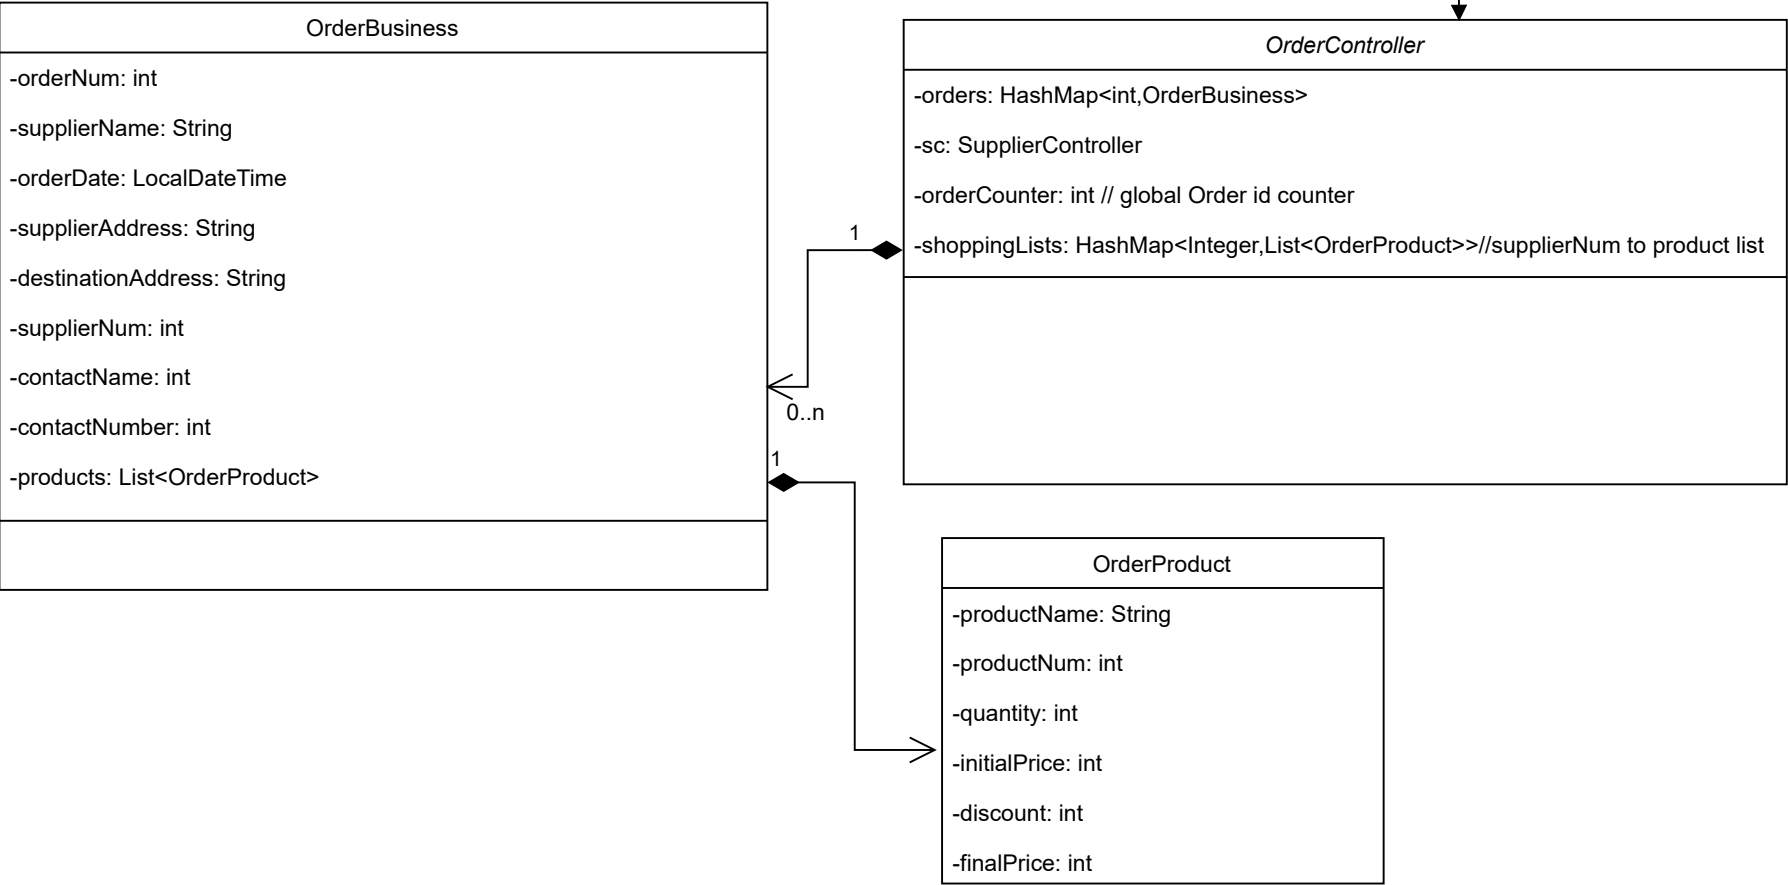 OrderBusiness
-orderNum: int
-supplierName: String
-orderDate: LocalDateTime
-supplierAddress: String
-destinationAddress: String
-supplierNum: int
-contactName: int
-contactNumber: int
-products: List<OrderProduct>
1
0..n
1
OrderController
-orders: HashMap<int,OrderBusiness>
-sc: SupplierController
-orderCounter: int // global Order id counter
-shoppingLists: HashMap<Integer,List<OrderProduct>>//supplierNum to product list
OrderProduct
-productName: String
-productNum: int
-quantity: int
-initialPrice: int
-discount: int
-finalPrice: int